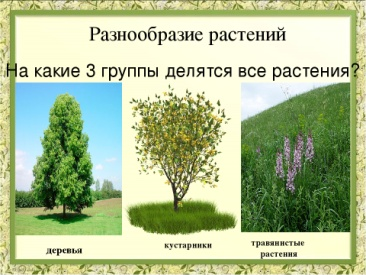 Разнообразие растений
На какие 3 группы делятся все растения?
деревья
кустарники
травянистые
растения